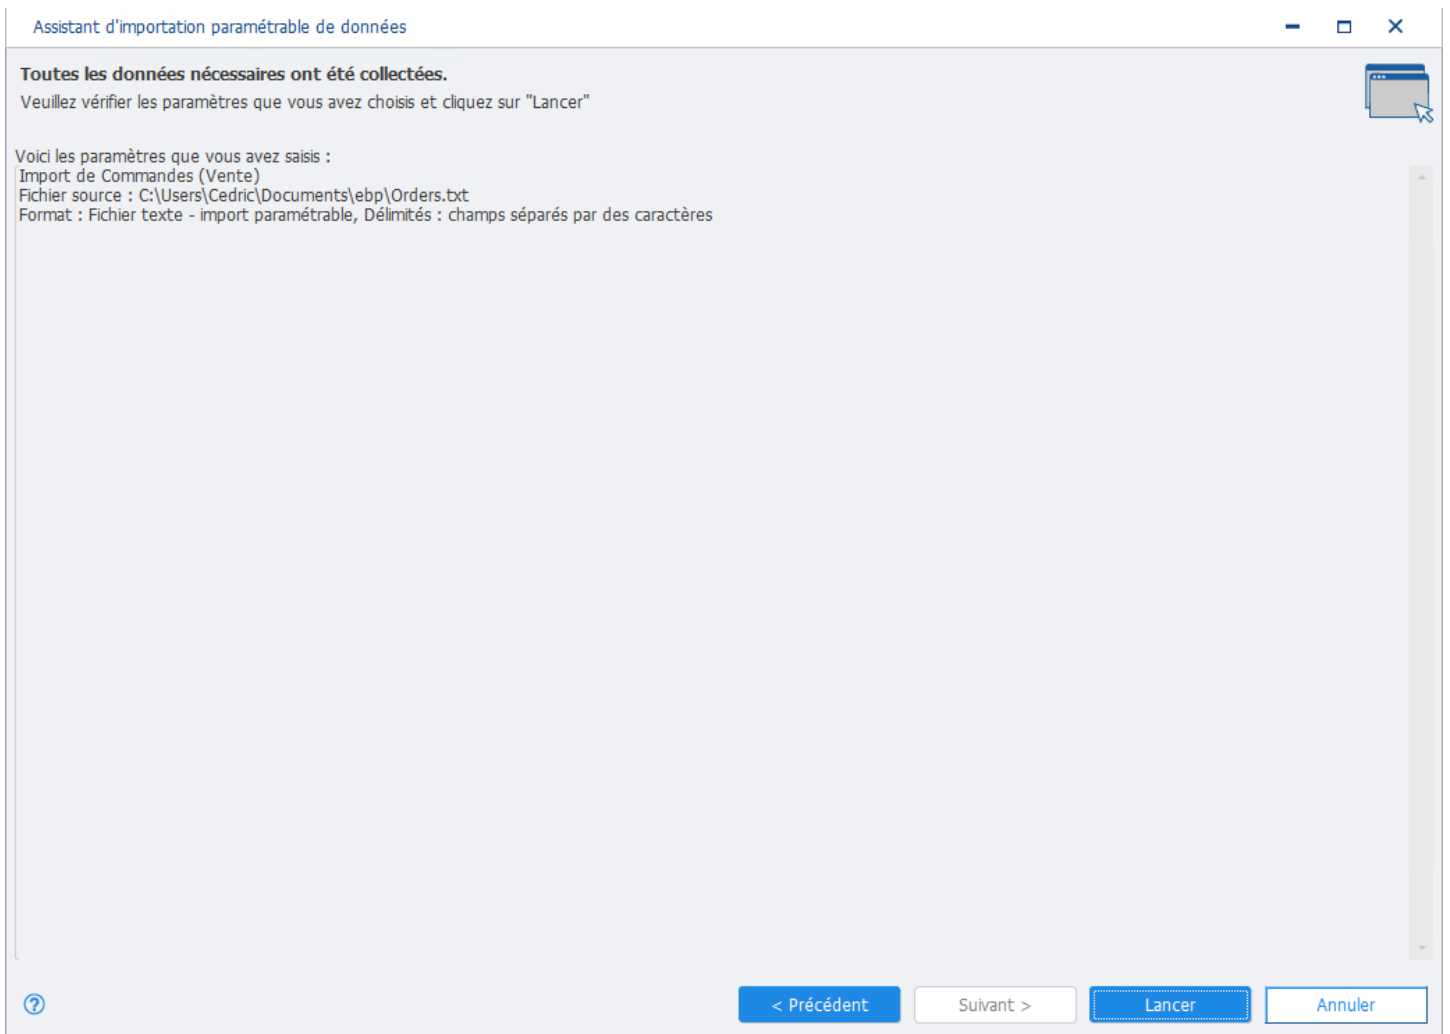 Assistant d'importation paramétrable de données
Toutes les données nécessaires ont été collectées.
Veuillez vérifier les paramètres que vous avez choisis et cliquez sur "Lancer"
Voici les paramètres que vous avez saisis :
Import de Commandes (Vente)
Fichier source : C:\Users\Cedric\Documents\ebp\Orders.txt
Format : Fichier texte - import paramétrable, Délimités : champs séparés par des caractères
?
< Précédent
Suivant >
Lancer
Annuler